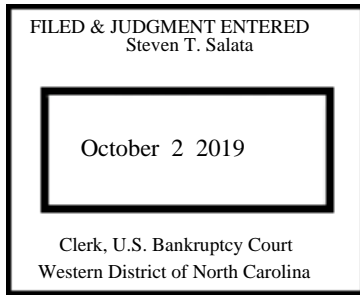 FILED & JUDGMENT ENTERED
Steven T. Salata
October 2 2019
Clerk, U.S. Bankruptcy Court
Western District of North Carolina